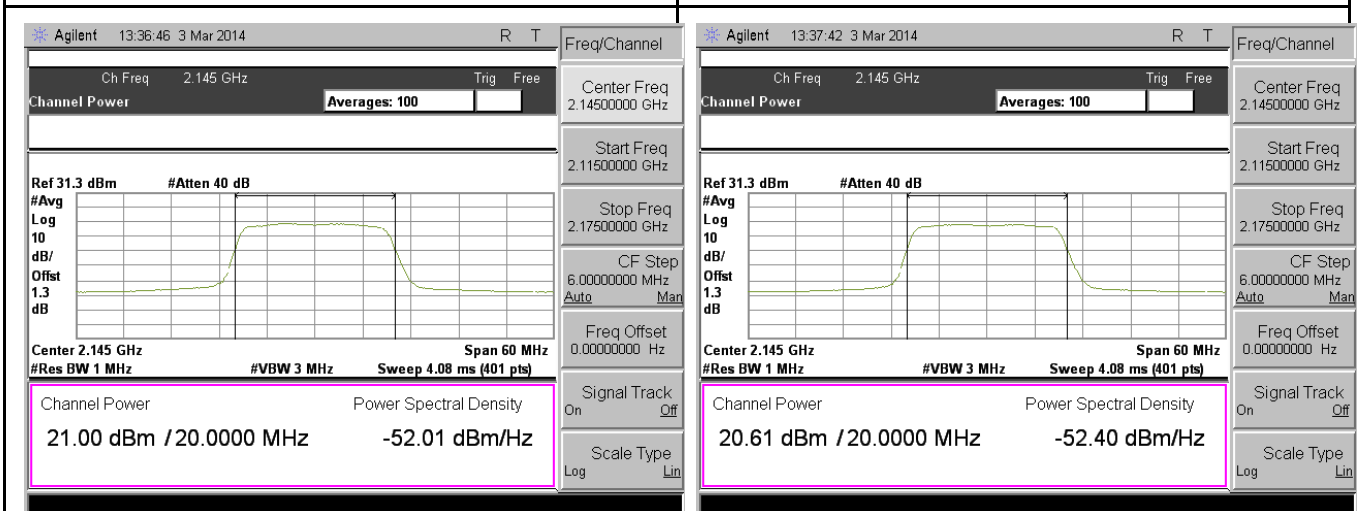 Agilent 13:36:46 3 Mar 2014 R T
Freq/Channel
Ch Freq 2.145 GHz Trig Free
Channel Power Averages: 100
Center Freq
2.14500000 GHz
Start Freq
2.11500000 GHz
Ref 31.3 dBm #Atten 40 dB
#Avg
Log
10
dB/
Offst
1.3
dB
Stop Freq
2.17500000 GHz
CF Step
6.00000000 MHz
Auto Man
Center 2.145 GHz Span 60 MHz
#Res BW 1 MHz #VBW 3 MHz Sweep 4.08 ms (401 pts)
Freq Offset
0.00000000 Hz
Channel Power Power Spectral Density
21.00 dBm / 20.0000 MHz -52.01 dBm/Hz
Signal Track
On Off
Scale Type
Log Lin
Agilent 13:37:42 3 Mar 2014 R T
Freq/Channel
Ch Freq 2.145 GHz Trig Free
Channel Power Averages: 100
Center Freq
2.14500000 GHz
Start Freq
2.11500000 GHz
Ref 31.3 dBm #Atten 40 dB
#Avg
Log
10
dB/
Offst
1.3
dB
Stop Freq
2.17500000 GHz
CF Step
6.00000000 MHz
Auto Man
Center 2.145 GHz Span 60 MHz
#Res BW 1 MHz #VBW 3 MHz Sweep 4.08 ms (401 pts)
Freq Offset
0.00000000 Hz
Channel Power Power Spectral Density
20.61 dBm / 20.0000 MHz -52.40 dBm/Hz
Signal Track
On Off
Scale Type
Log Lin